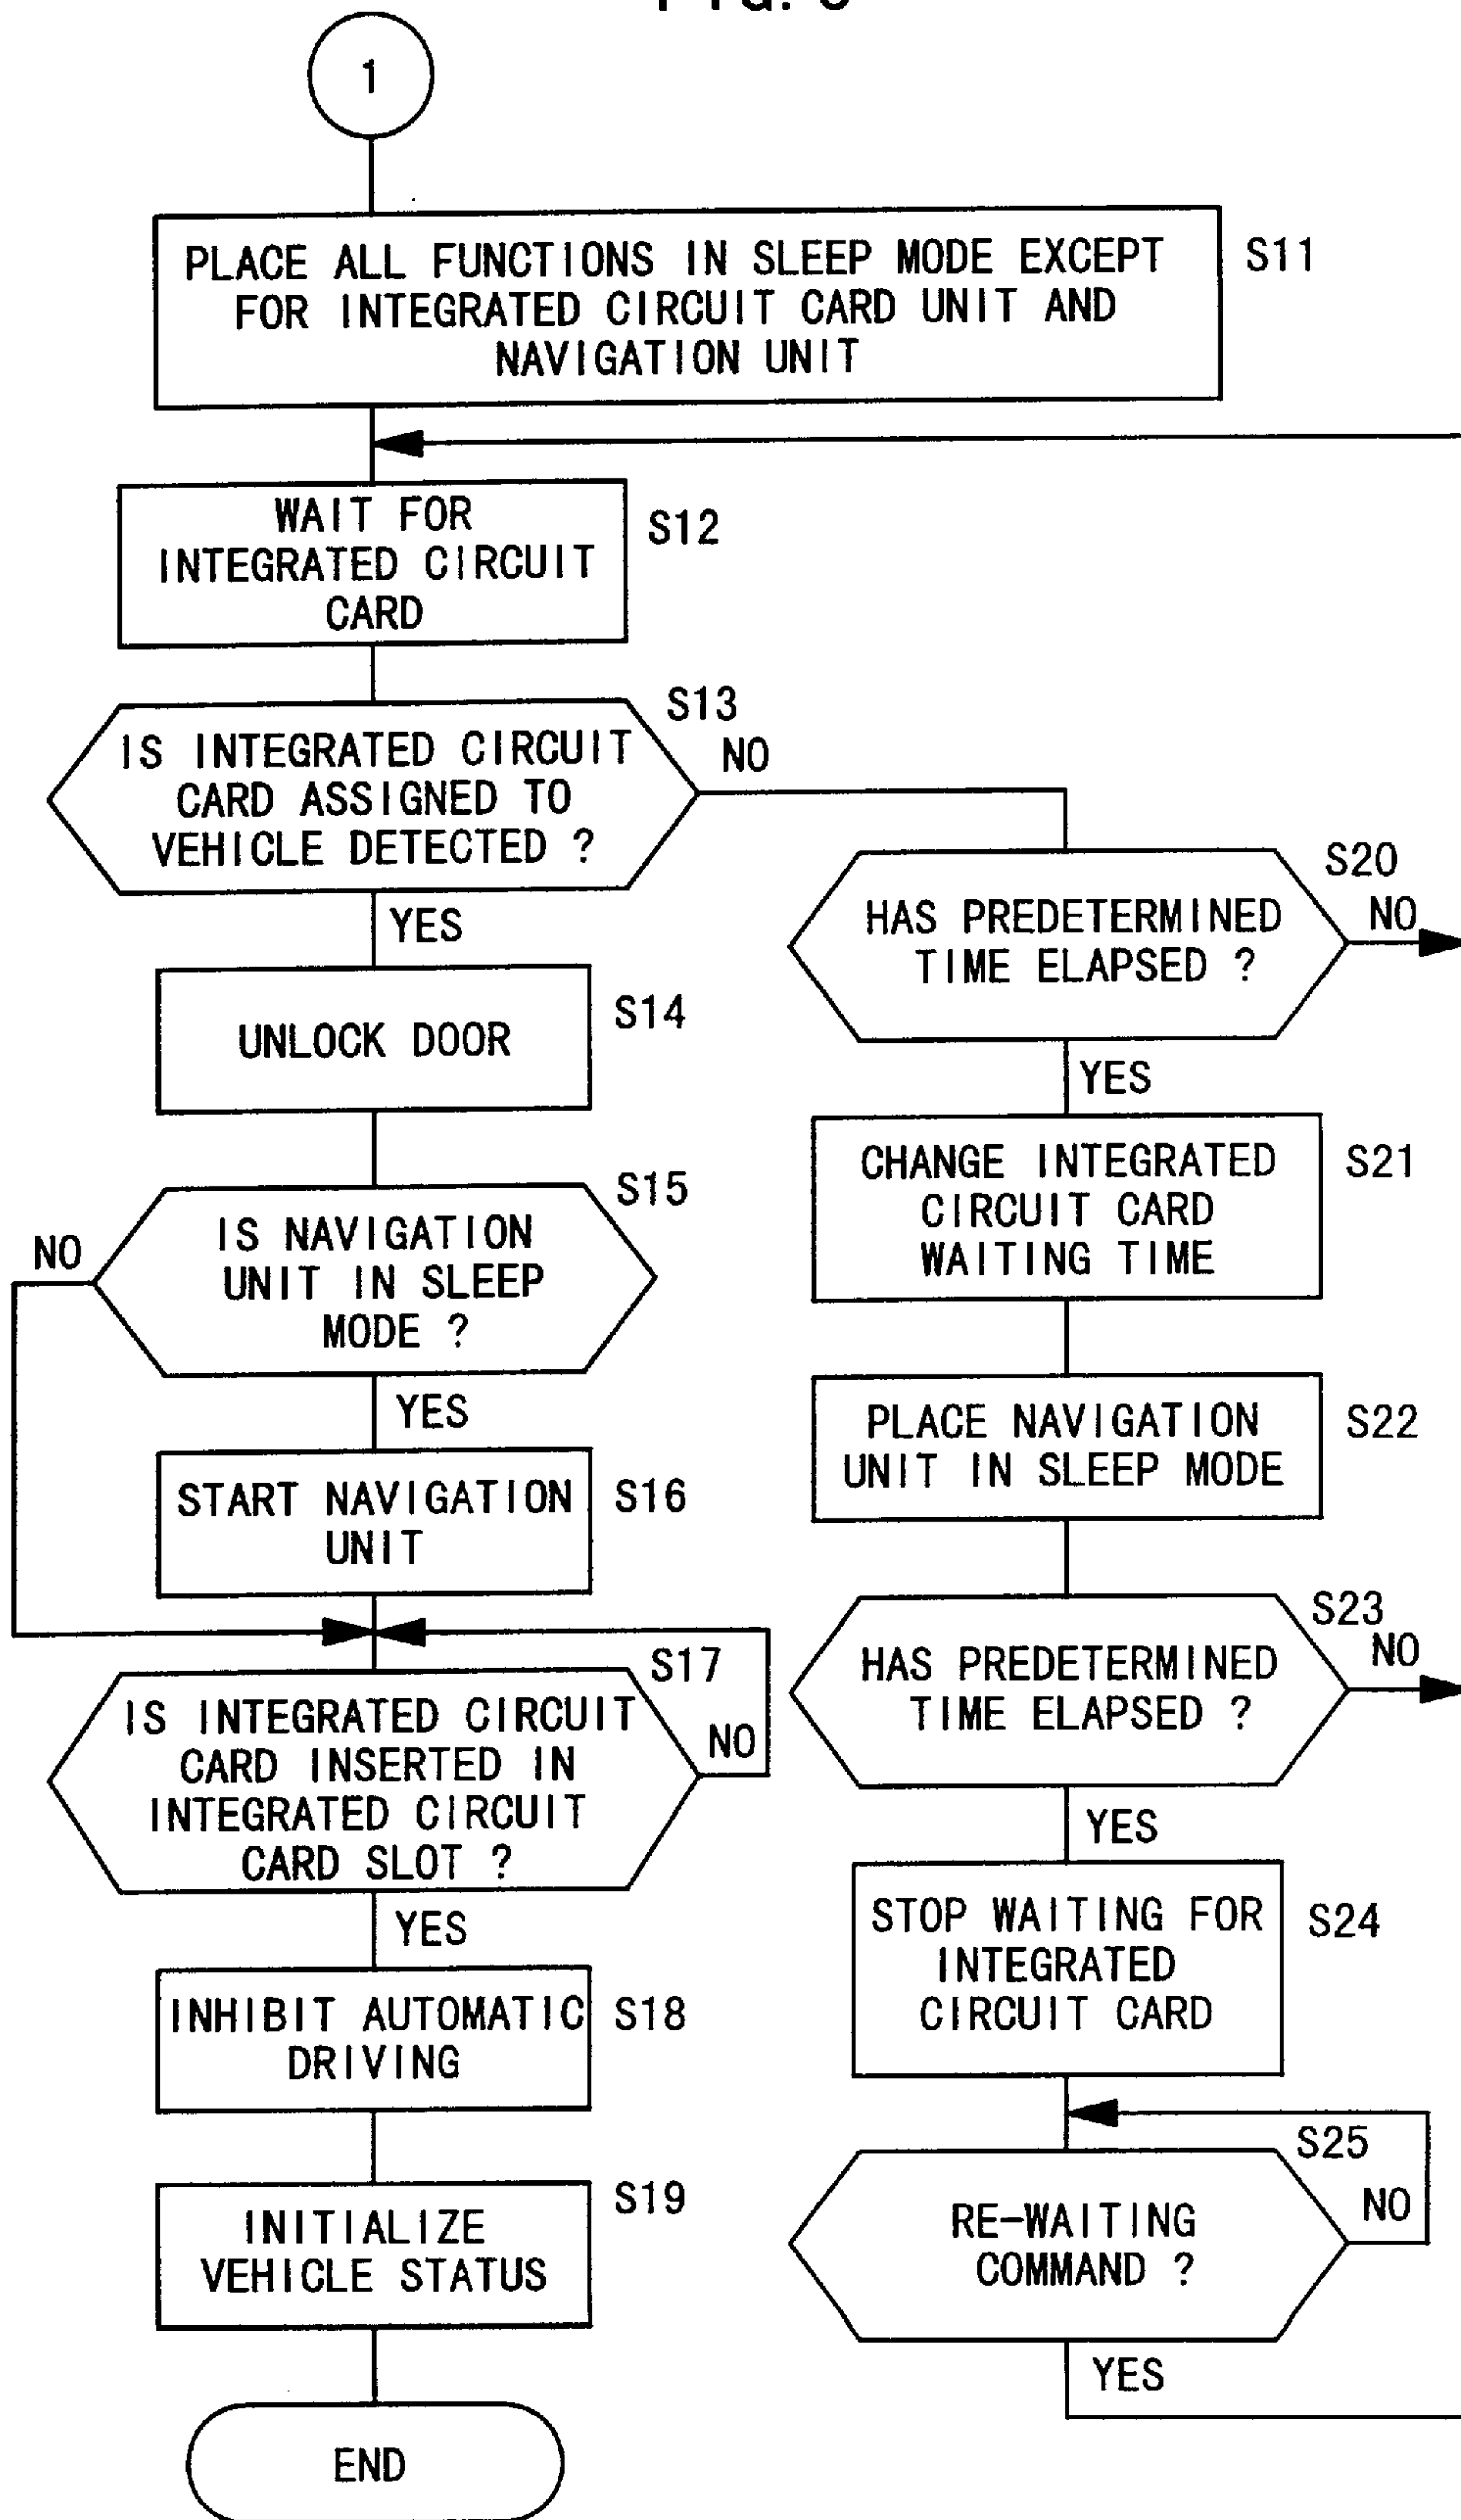 1
PLACE ALL FUNCTIONS IN SLEEP MODE EXCEPT
FOR INTEGRATED CIRCUIT CARD UNIT AND
NAVIGATION UNIT
S11
WAIT FOR
INTEGRATED CIRCUIT
CARD
S12
S13
IS INTEGRATED CIRCUIT
CARD ASSIGNED TO
VEHICLE DETECTED ?
NO
YES
UNLOCK DOOR
S14
S15
IS NAVIGATION
UNIT IN SLEEP
MODE ?
NO
YES
START NAVIGATION
UNIT
S16
S17
IS INTEGRATED CIRCUIT
CARD INSERTED IN
INTEGRATED CIRCUIT
CARD SLOT ?
NO
YES
INHIBIT AUTOMATIC
DRIVING
S18
INITIALIZE
VEHICLE STATUS
S19
END
S20
HAS PREDETERMINED
TIME ELAPSED ?
NO
YES
CHANGE INTEGRATED
CIRCUIT CARD
WAITING TIME
S21
PLACE NAVIGATION
UNIT IN SLEEP MODE
S22
S23
HAS PREDETERMINED
TIME ELAPSED ?
NO
YES
STOP WAITING FOR
INTEGRATED
CIRCUIT CARD
S24
S25
RE-WAITING
COMMAND ?
NO
YES